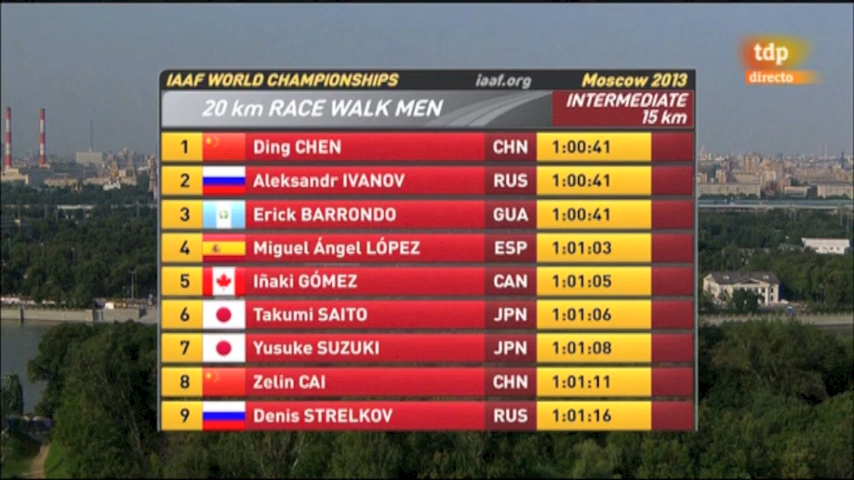 tdp
directo
IAAF WORLD CHAMPIONSHIPS iaaf.org Moscow 2013
20 km RACE WALK MEN INTERMEDIATE
15 km
1 Ding CHEN CHN 1:00:41
2 Aleksandr IVANOV RUS 1:00:41
3 Erick BARRONDO GUA 1:00:41
4 Miguel Ángel LÓPEZ ESP 1:01:03
5 Iñaki GÓMEZ CAN 1:01:05
6 Takumi SAITO JPN 1:01:06
7 Yusuke SUZUKI JPN 1:01:08
8 Zelin CAI CHN 1:01:11
9 Denis STRELKOV RUS 1:01:16